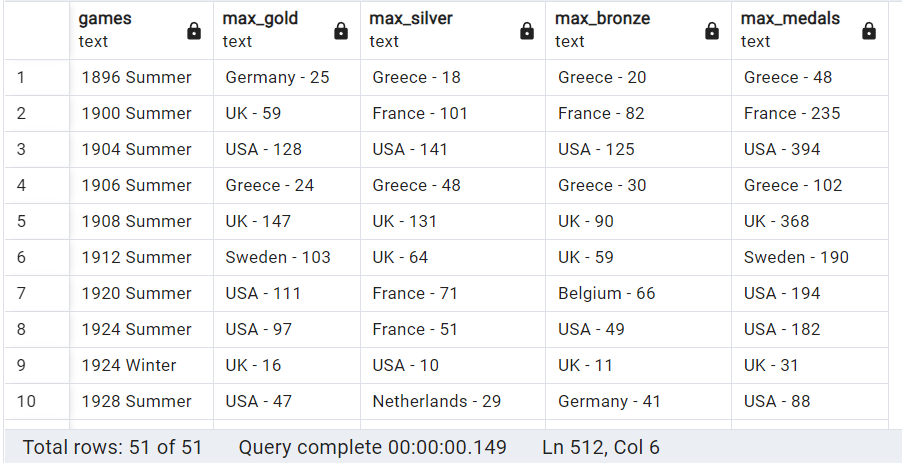 games max_gold max_silver max_bronze max_medals
text text text text text
1 1896 Summer Germany - 25 Greece - 18 Greece - 20 Greece - 48
2 1900 Summer UK - 59 France - 101 France - 82 France - 235
3 1904 Summer USA - 128 USA - 141 USA - 125 USA - 394
4 1906 Summer Greece - 24 Greece - 48 Greece - 30 Greece - 102
5 1908 Summer UK - 147 UK - 131 UK - 90 UK - 368
6 1912 Summer Sweden - 103 UK - 64 UK - 59 Sweden - 190
7 1920 Summer USA - 111 France - 71 Belgium - 66 USA - 194
8 1924 Summer USA - 97 France - 51 USA - 49 USA - 182
9 1924 Winter UK - 16 USA - 10 UK - 11 UK - 31
10 1928 Summer USA - 47 Netherlands - 29 Germany - 41 USA - 88
Total rows: 51 of 51 Query complete 00:00:00.149 Ln 512, Col 6